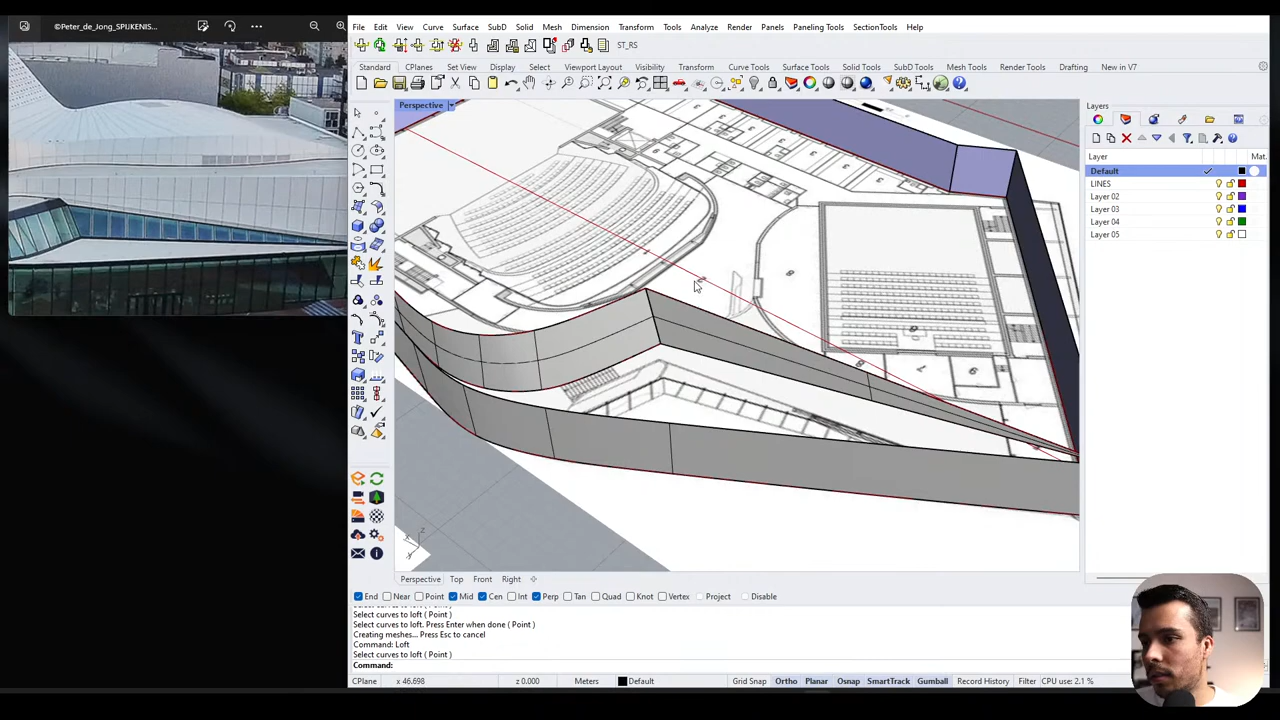 ©Peter_de_Jong_SPIJKENIS...
File Edit View Curve Surface SubD Solid Mesh Dimension Transform Tools Analyze Render Panels Paneling Tools SectionTools Help
ST_RS
Standard CPlanes Set View Display Select Viewport Layout Visibility Transform Curve Tools Surface Tools Solid Tools SubD Tools Mesh Tools Render Tools Drafting New in V7
Perspective
Layers
Layer Mat
Default
LINES
Layer 02
Layer 03
Layer 04
Layer 05
Perspective Top Front Right
End Near Point Mid Cen Int Perp Tan Quad Knot Vertex Project Disable
Select curves to loft ( Point )
Select curves to loft. Press Enter when done ( Point )
Creating meshes... Press Esc to cancel
Command: Loft
Select curves to loft ( Point )
Command:
CPlane x 46.698 z 0.000 Meters Default Grid Snap Ortho Planar Osnap SmartTrack Gumball Record History Filter CPU use: 2.1 %